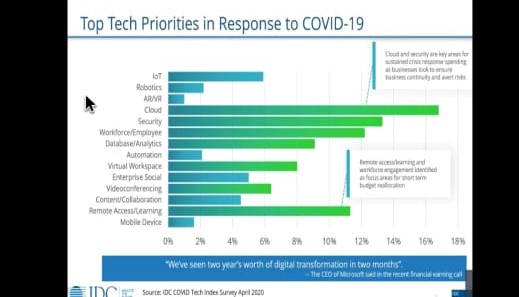 Top Tech Priorities in Response to COVID-19
Cloud and security are key areas for
sustained crisis response spending
as businesses look to ensure
business continuity and avert risks
IoT
Robotics
AR/VR
Cloud
Security
Workforce/Employee
Database/Analytics
Automation
Virtual Workspace
Enterprise Social
Videoconferencing
Content/Collaboration
Remote Access/Learning
Mobile Device
Remote access/learning and
workforce engagement identified
as focus areas for short term
budget reallocation
0% 2% 4% 6% 8% 10% 12% 14% 16% 18%
"We've seen two year's worth of digital transformation in two months".
– The CEO of Microsoft said in the recent financial earning call
IDC
Source: IDC COVID Tech Index Survey April 2020
IDC